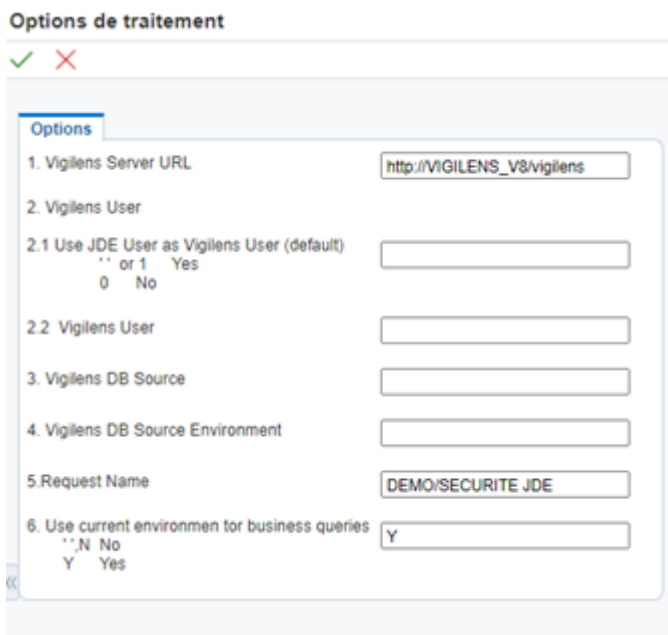 Options de traitement
Options
1. Vigilens Server URL
http://VIGILENS_V8/vigilens
2. Vigilens User
2.1 Use JDE User as Vigilens User (default)
' ' or 1 Yes
0 No
2.2 Vigilens User
3. Vigilens DB Source
4. Vigilens DB Source Environment
5.Request Name
DEMO/SECURITE JDE
6. Use current environmen tor business queries
' ',N No
Y Yes
Y